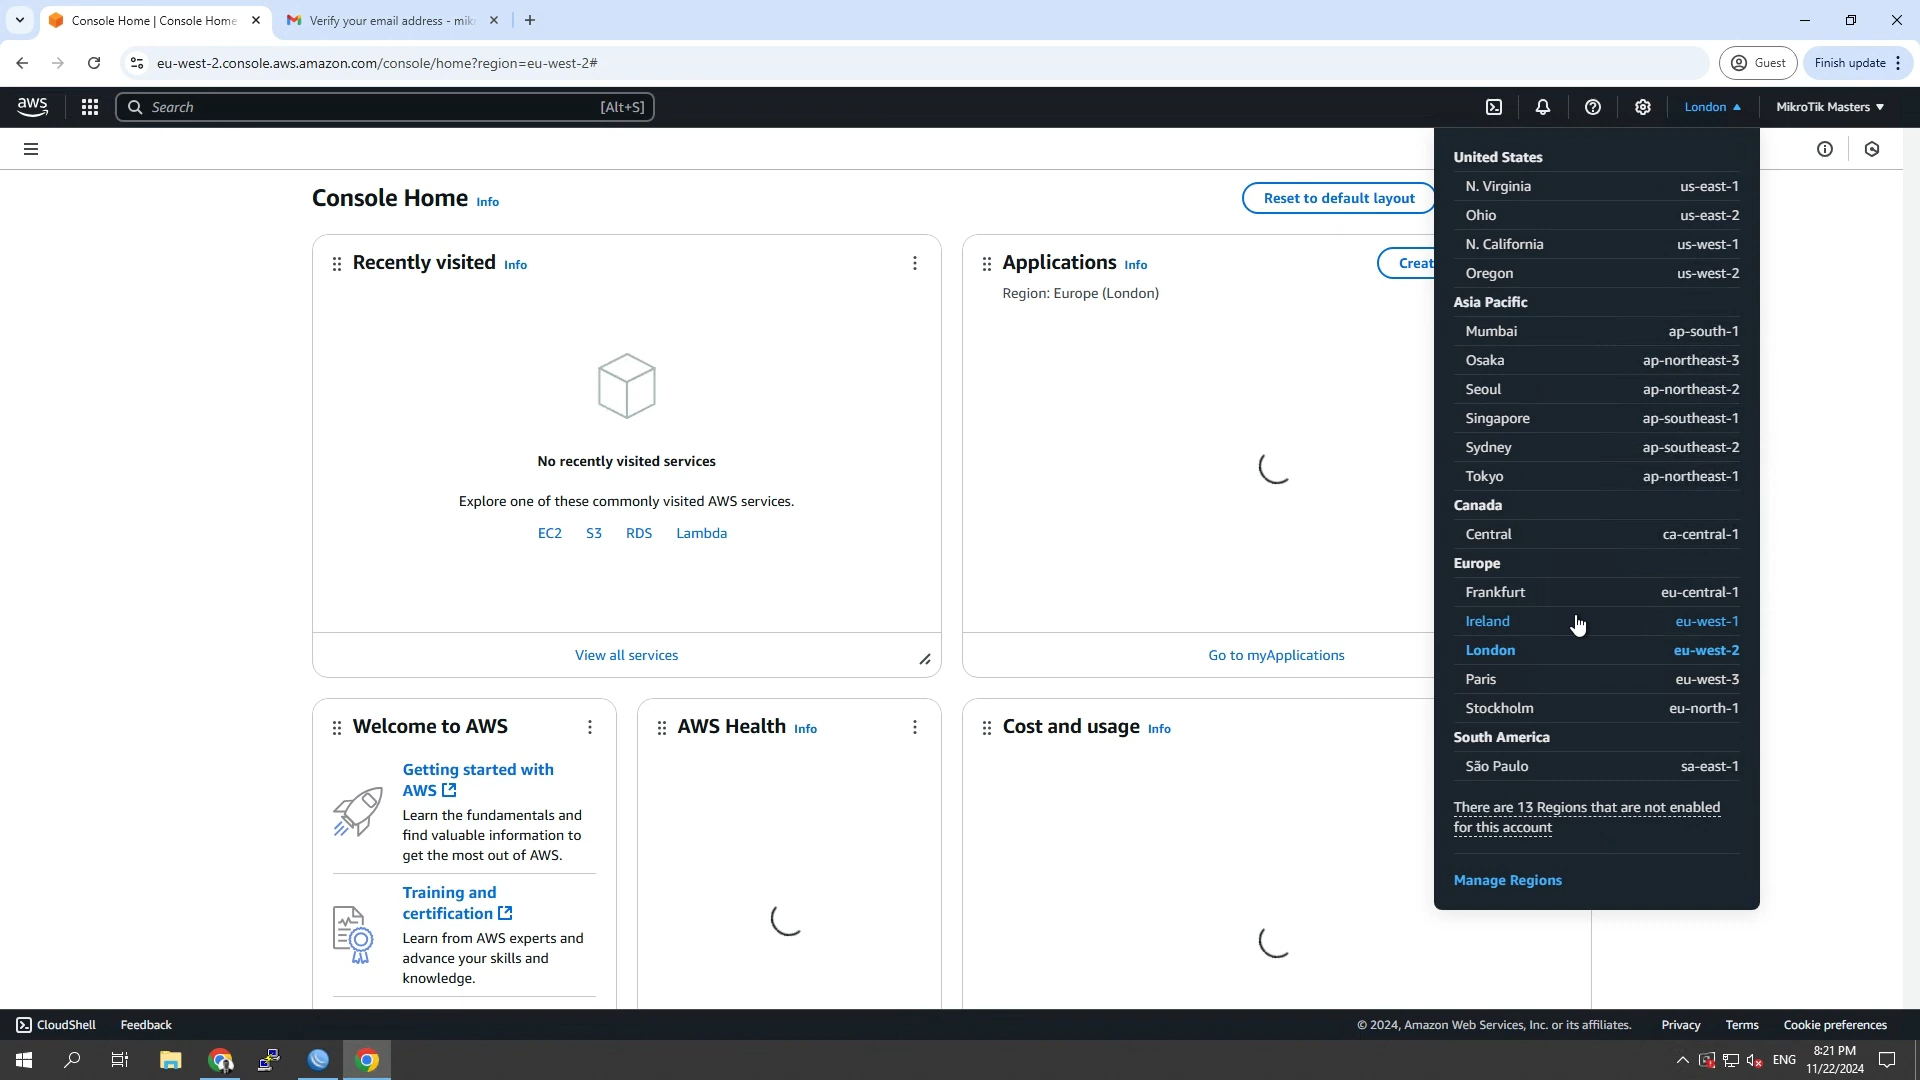 Console Home | Console Home
Verify your email address - mik
eu-west-2.console.aws.amazon.com/console/home?region=eu-west-2#
Guest
Finish update
aws
Search
[Alt+S]
London
MikroTik Masters
Console Home Info
Reset to default layout
Recently visited Info
No recently visited services
Explore one of these commonly visited AWS services.
EC2 S3 RDS Lambda
View all services
Applications Info
Region: Europe (London)
Creat
Go to myApplications
Welcome to AWS
Getting started with
AWS
Learn the fundamentals and
find valuable information to
get the most out of AWS.
Training and
certification
Learn from AWS experts and
advance your skills and
knowledge.
AWS Health Info
Cost and usage Info
United States
N. Virginia us-east-1
Ohio us-east-2
N. California us-west-1
Oregon us-west-2
Asia Pacific
Mumbai ap-south-1
Osaka ap-northeast-3
Seoul ap-northeast-2
Singapore ap-southeast-1
Sydney ap-southeast-2
Tokyo ap-northeast-1
Canada
Central ca-central-1
Europe
Frankfurt eu-central-1
Ireland eu-west-1
London eu-west-2
Paris eu-west-3
Stockholm eu-north-1
South America
São Paulo sa-east-1
There are 13 Regions that are not enabled
for this account
Manage Regions
CloudShell Feedback
© 2024, Amazon Web Services, Inc. or its affiliates. Privacy Terms Cookie preferences
ENG
8:21 PM
11/22/2024